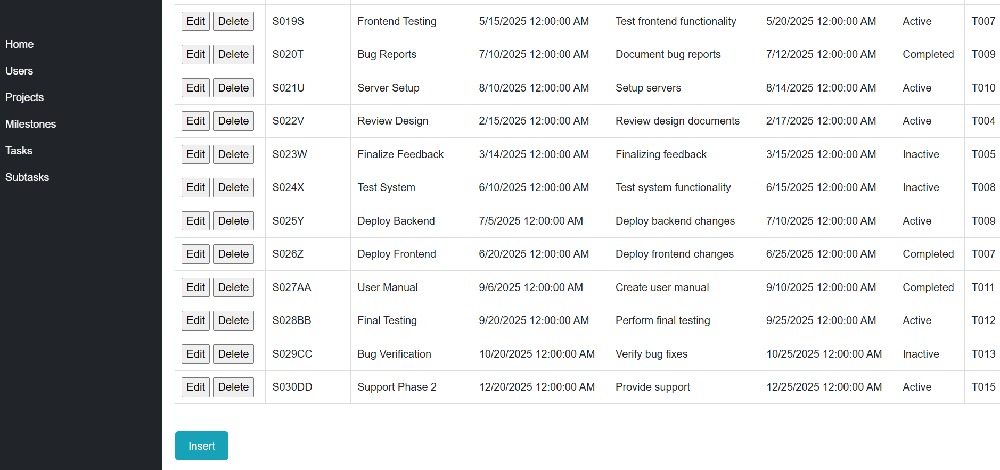 Home
Users
Projects
Milestones
Tasks
Subtasks
Edit Delete S019S Frontend Testing 5/15/2025 12:00:00 AM Test frontend functionality 5/20/2025 12:00:00 AM Active T007
Edit Delete S020T Bug Reports 7/10/2025 12:00:00 AM Document bug reports 7/12/2025 12:00:00 AM Completed T009
Edit Delete S021U Server Setup 8/10/2025 12:00:00 AM Setup servers 8/14/2025 12:00:00 AM Active T010
Edit Delete S022V Review Design 2/15/2025 12:00:00 AM Review design documents 2/17/2025 12:00:00 AM Active T004
Edit Delete S023W Finalize Feedback 3/14/2025 12:00:00 AM Finalizing feedback 3/15/2025 12:00:00 AM Inactive T005
Edit Delete S024X Test System 6/10/2025 12:00:00 AM Test system functionality 6/15/2025 12:00:00 AM Inactive T008
Edit Delete S025Y Deploy Backend 7/5/2025 12:00:00 AM Deploy backend changes 7/10/2025 12:00:00 AM Active T009
Edit Delete S026Z Deploy Frontend 6/20/2025 12:00:00 AM Deploy frontend changes 6/25/2025 12:00:00 AM Completed T007
Edit Delete S027AA User Manual 9/6/2025 12:00:00 AM Create user manual 9/10/2025 12:00:00 AM Completed T011
Edit Delete S028BB Final Testing 9/20/2025 12:00:00 AM Perform final testing 9/25/2025 12:00:00 AM Active T012
Edit Delete S029CC Bug Verification 10/20/2025 12:00:00 AM Verify bug fixes 10/25/2025 12:00:00 AM Inactive T013
Edit Delete S030DD Support Phase 2 12/20/2025 12:00:00 AM Provide support 12/25/2025 12:00:00 AM Active T015
Insert